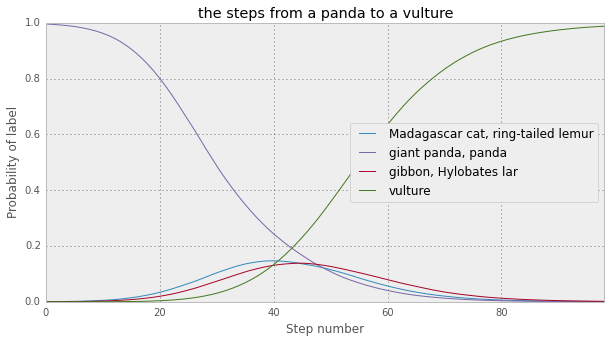 the steps from a panda to a vulture
1.0
0.8
0.6
0.4
0.2
0.0
Probability of label
Madagascar cat, ring-tailed lemur
giant panda, panda
gibbon, Hylobates lar
vulture
0 20 40 60 80
Step number